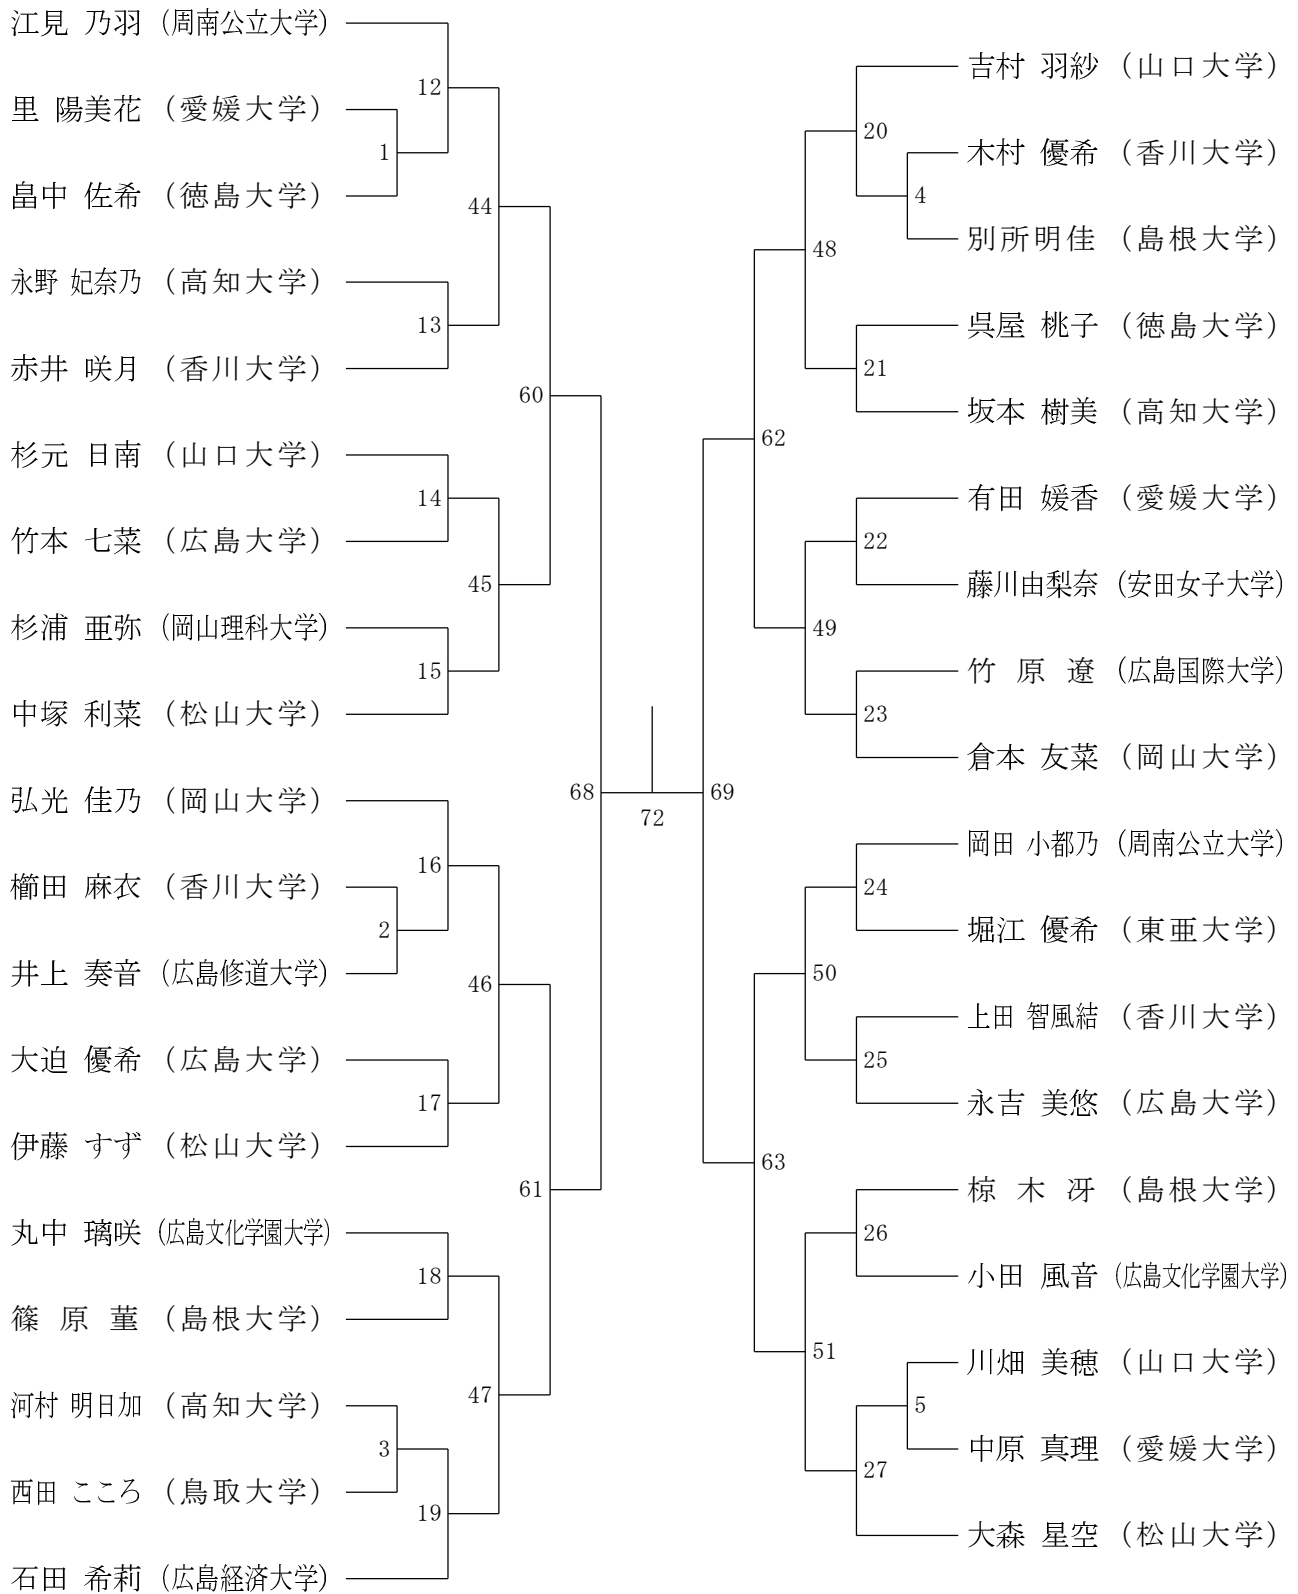 江見 乃羽 (周南公立大学)
里 陽美花 (愛媛大学)
畠中 佐希 (徳島大学)
永野 妃奈乃 (高知大学)
赤井 咲月 (香川大学)
杉元 日南 (山口大学)
竹本 七菜 (広島大学)
杉浦 亜弥 (岡山理科大学)
中塚 利菜 (松山大学)
弘光 佳乃 (岡山大学)
櫛田 麻衣 (香川大学)
井上 奏音 (広島修道大学)
大迫 優希 (広島大学)
伊藤 すず (松山大学)
丸中 璃咲 (広島文化学園大学)
篠原 菫 (島根大学)
河村 明日加 (高知大学)
西田 こころ (鳥取大学)
石田 希莉 (広島経済大学)
1
2
3
12
13
14
15
16
17
18
19
44
45
46
47
60
61
68
72
69
62
63
48
49
50
51
20
21
22
23
24
25
26
27
4
5
吉村 羽紗 (山口大学)
木村 優希 (香川大学)
別所明佳 (島根大学)
呉屋 桃子 (徳島大学)
坂本 樹美 (高知大学)
有田 媛香 (愛媛大学)
藤川由梨奈 (安田女子大学)
竹原 遼 (広島国際大学)
倉本 友菜 (岡山大学)
岡田 小都乃 (周南公立大学)
堀江 優希 (東亜大学)
上田 智風結 (香川大学)
永吉 美悠 (広島大学)
椋木 冴 (島根大学)
小田 風音 (広島文化学園大学)
川畑 美穂 (山口大学)
中原 真理 (愛媛大学)
大森 星空 (松山大学)